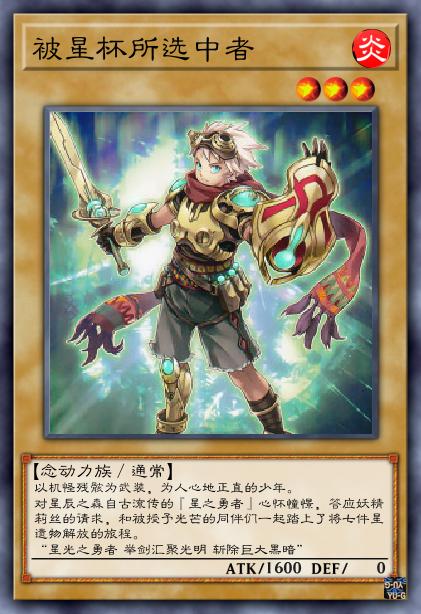 被星杯所选中者
炎
【念动力族／通常】
以机怪残骸为武装，为人心地正直的少年。
对星辰之森自古流传的『星之勇者』心怀憧憬，答应妖精
莉丝的请求，和被授予光芒的同伴们一起踏上了将七件星
遗物解放的旅程。
“星光之勇者 举剑汇聚光明 斩除巨大黑暗”
ATK/1600 DEF/ 0